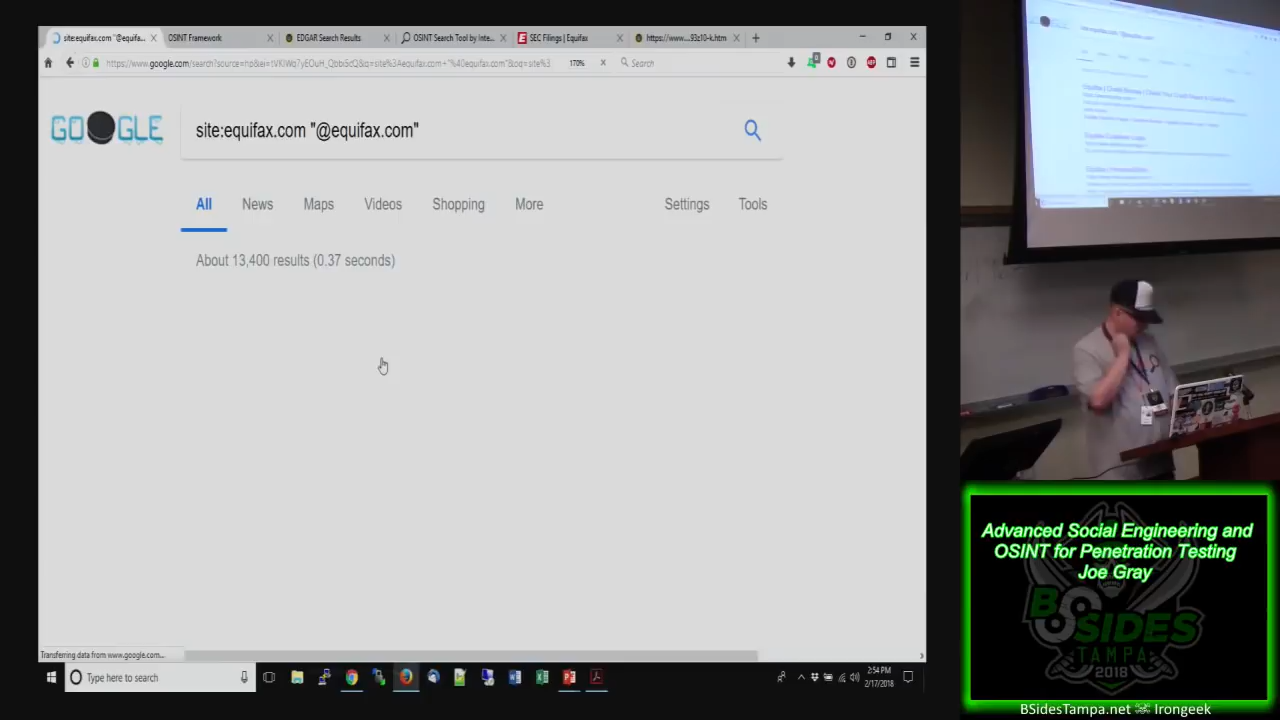 site:equifax.com "@equifa...
OSINT Framework
EDGAR Search Results
OSINT Search Tool by Inte...
SEC Filings | Equifax
https://www....93z10-k.htm
170%
Search
GOOGLE
site:equifax.com "@equifax.com"
All
News
Maps
Videos
Shopping
More
Settings
Tools
About 13,400 results (0.37 seconds)
Transferring data from www.google.com...
Type here to search
2:54 PM
2/17/2018
Advanced Social Engineering and
OSINT for Penetration Testing
Joe Gray
BSIDES
TAMPA
2018
BSidesTampa.net Irongeek